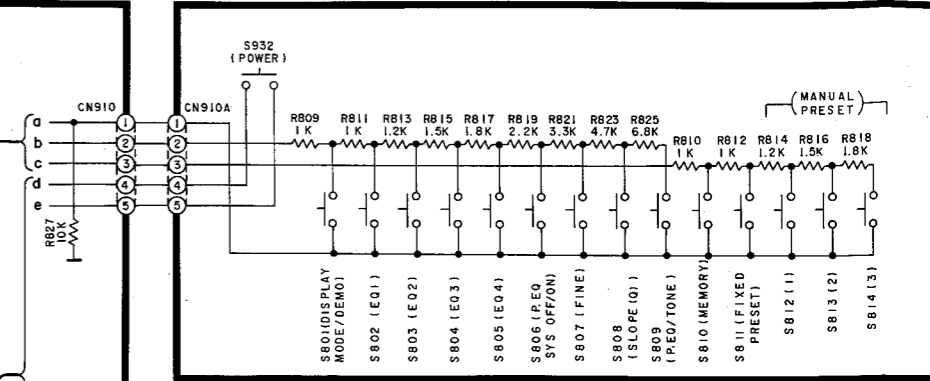 S932
(POWER)
CN910
CN910A
a
b
c
d
e
1
2
3
4
5
1
2
3
4
5
R827
10K
R809
1K
R811
1K
R813
1.2K
R815
1.5K
R817
1.8K
R819
2.2K
R821
3.3K
R823
4.7K
R825
6.8K
(MANUAL
PRESET)
R810
1K
R812
1K
R814
1.2K
R816
1.5K
R818
1.8K
S801(DISPLAY
MODE/DEMO)
S802 (EQ1)
S803 (EQ2)
S804 (EQ3)
S805 (EQ4)
S806 (P.EQ
SYS OFF/ON)
S807 (FINE)
S808
(SLOPE(Q))
S809
(P.EQ/TONE)
S810 (MEMORY)
S811 (FIXED
PRESET)
S812 (1)
S813 (2)
S814 (3)